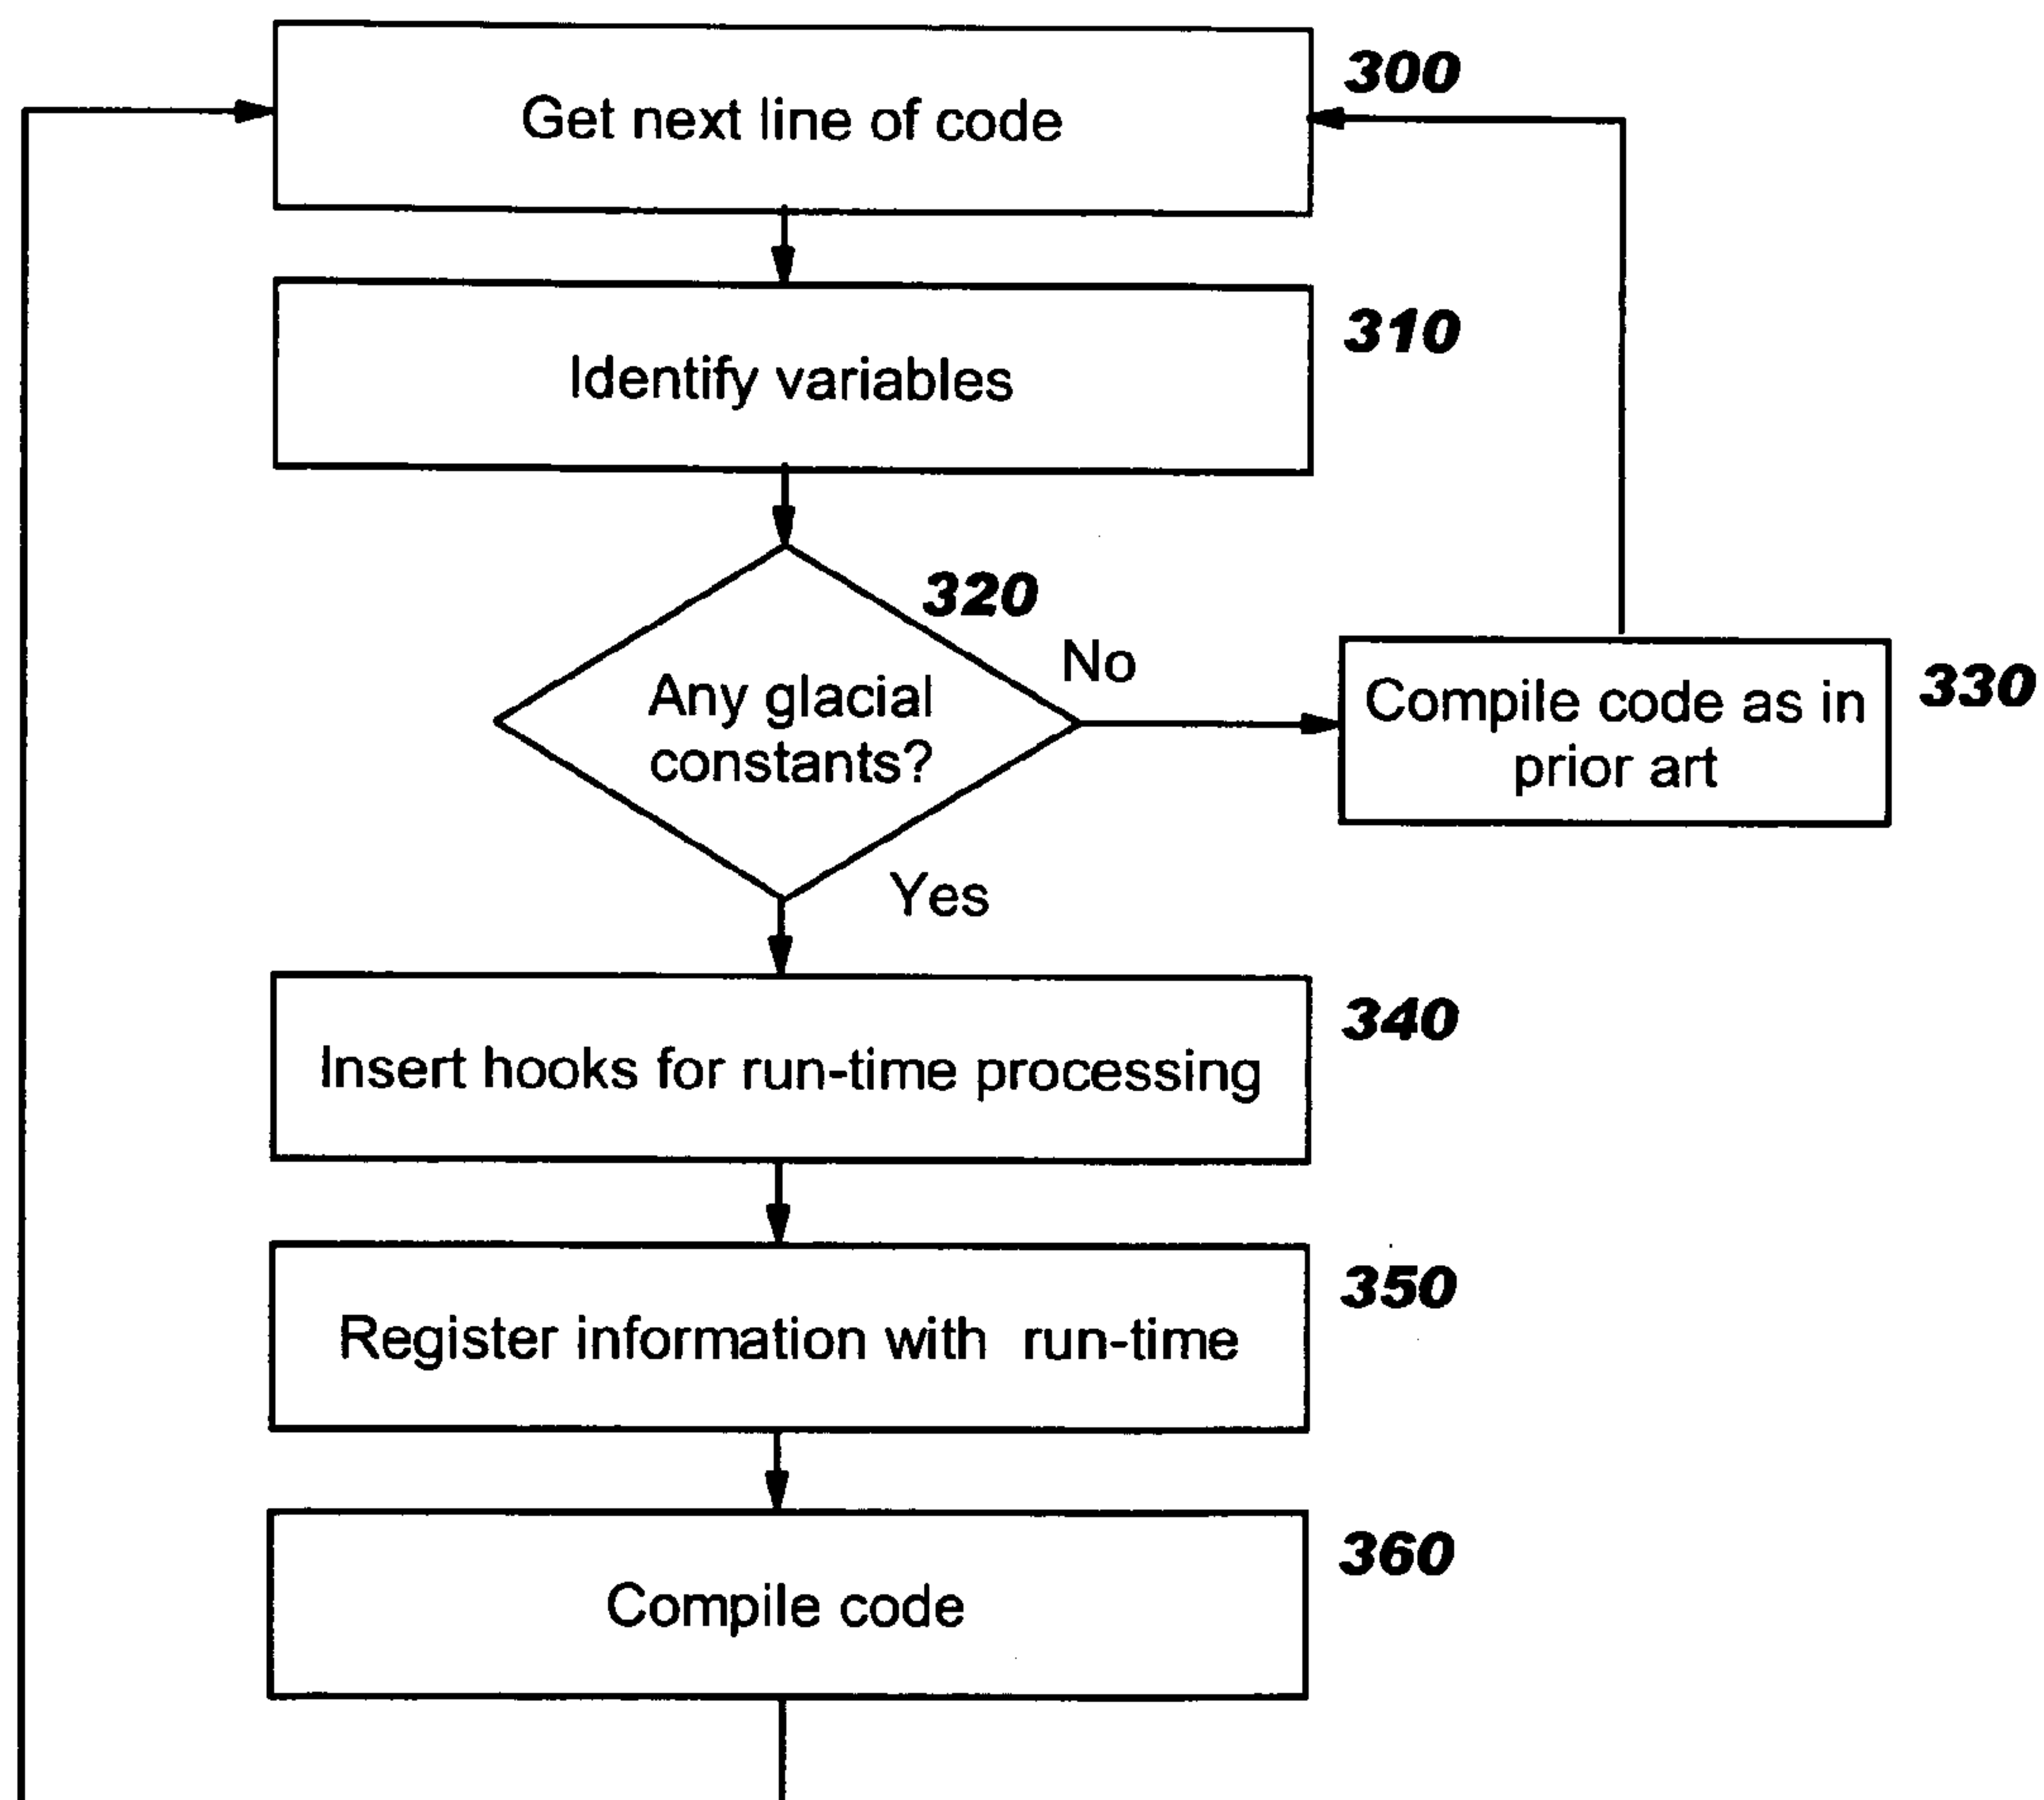 300
Get next line of code
310
Identify variables
320
Any glacial
constants?
No
330
Compile code as in
prior art
Yes
340
Insert hooks for run-time processing
350
Register information with run-time
360
Compile code